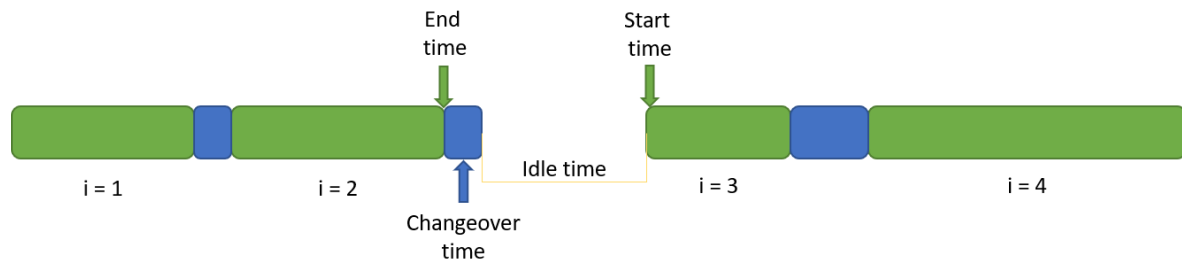 End
time
Start
time
Idle time
i = 1
i = 2
i = 3
i = 4
Changeover
time